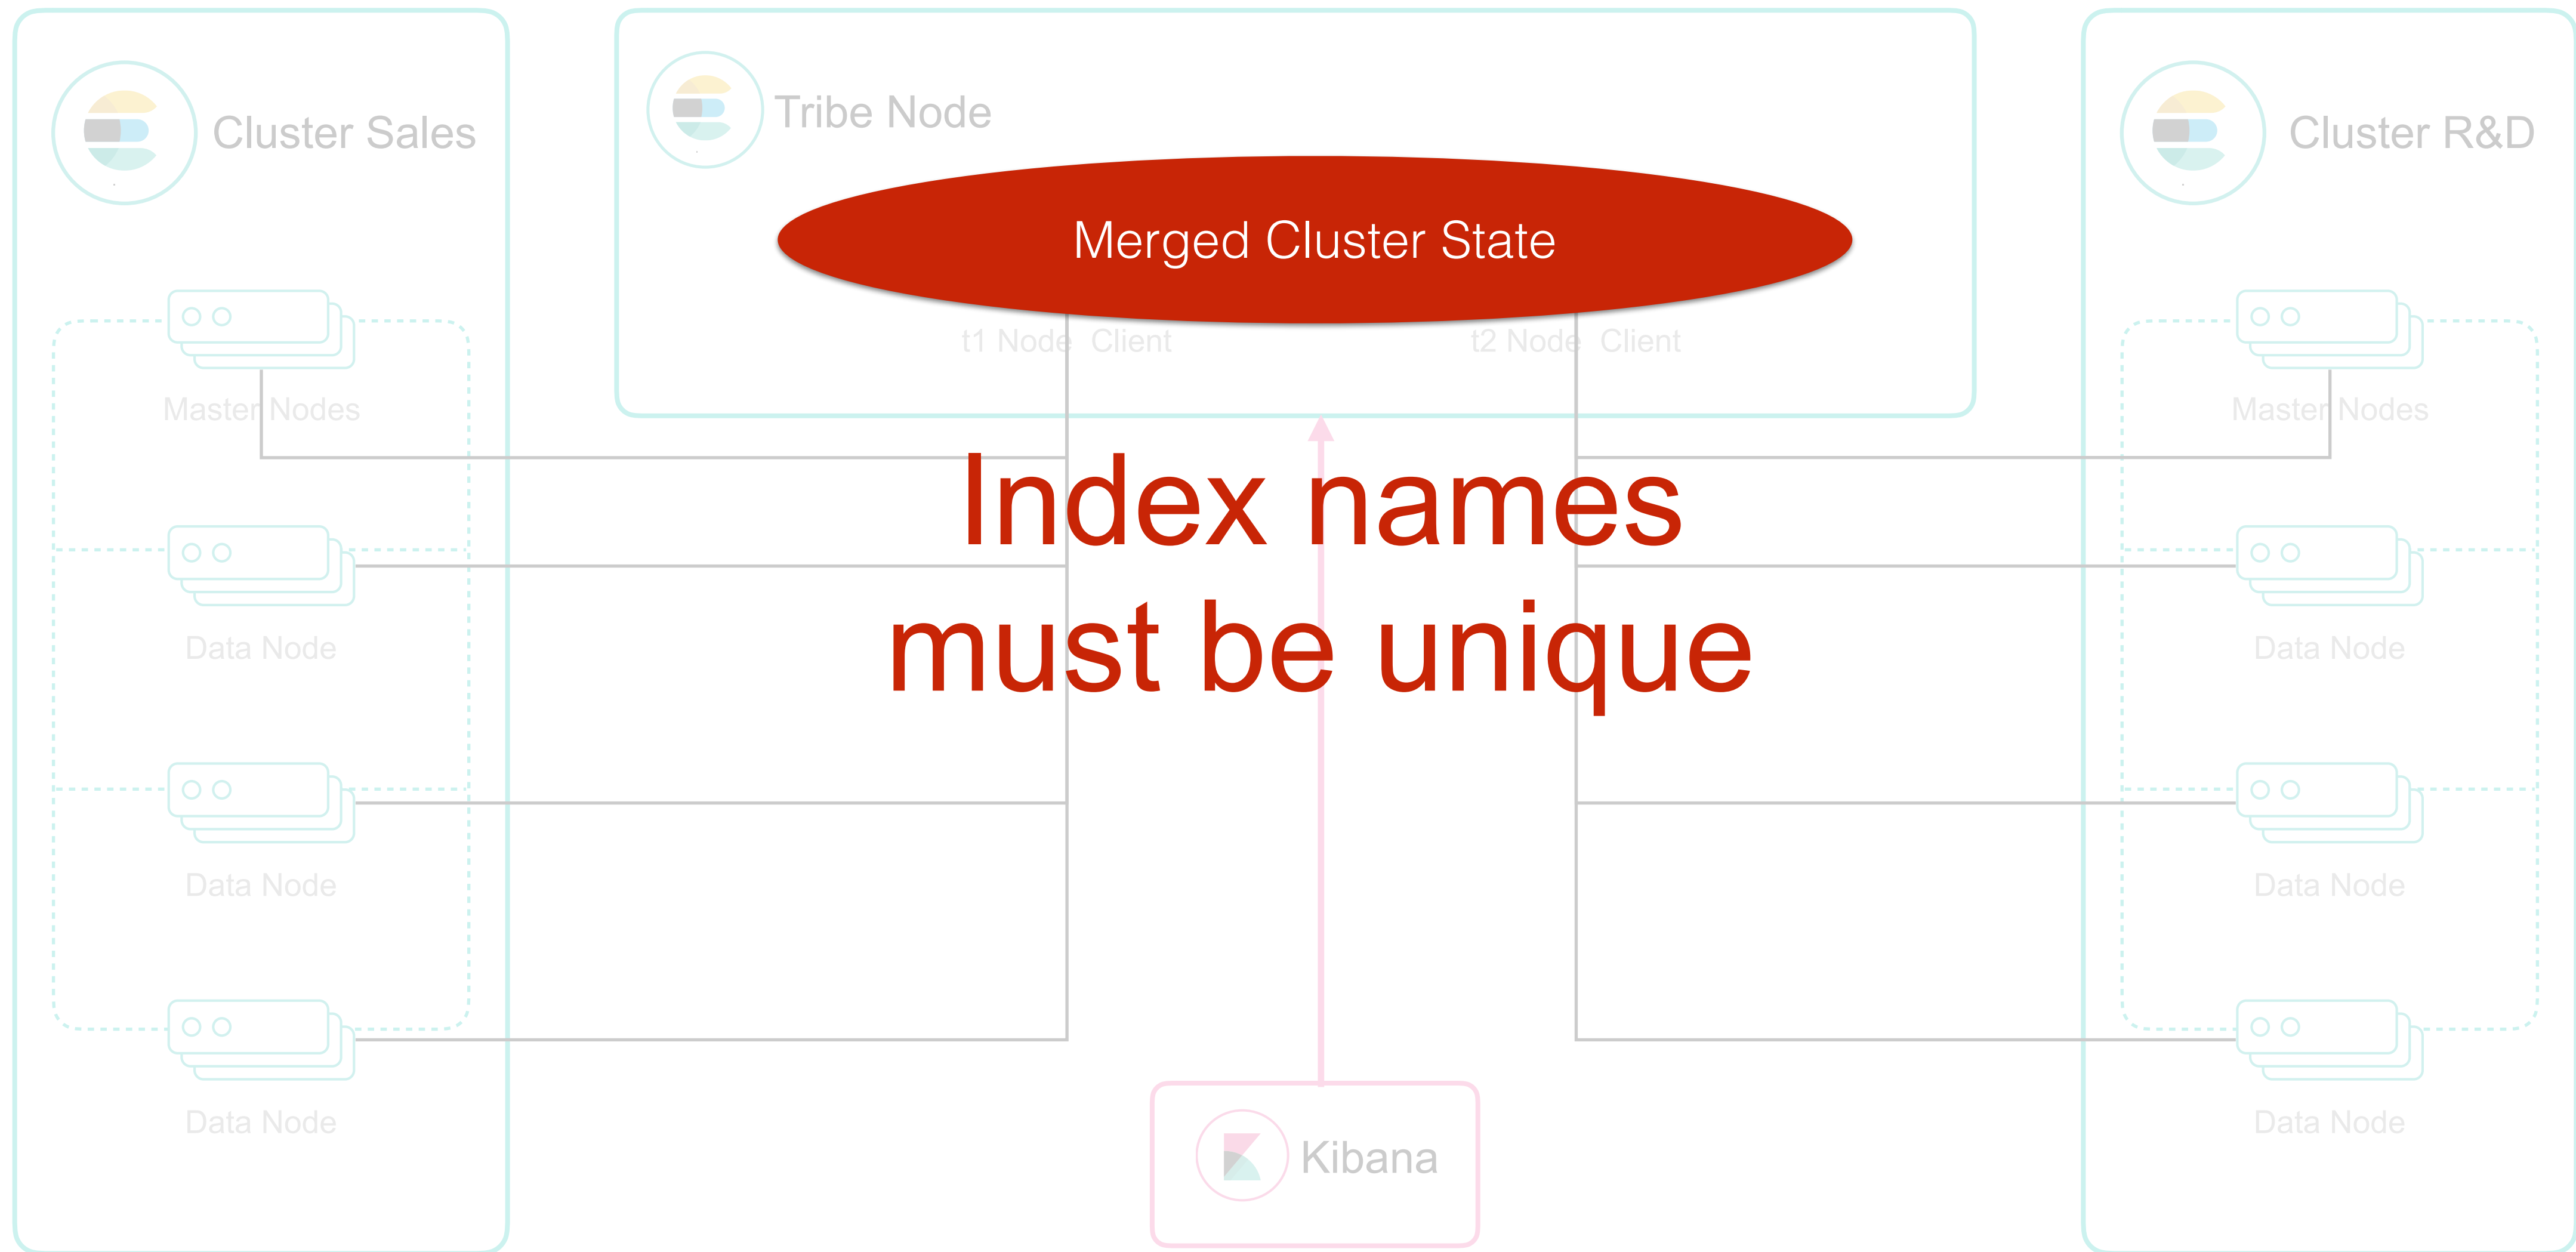 Cluster Sales
Tribe Node
Cluster R&D
Merged Cluster State
t1 Node Client
t2 Node Client
Master Nodes
Master Nodes
Index names
must be unique
Data Node
Data Node
Data Node
Data Node
Data Node
Data Node
Kibana